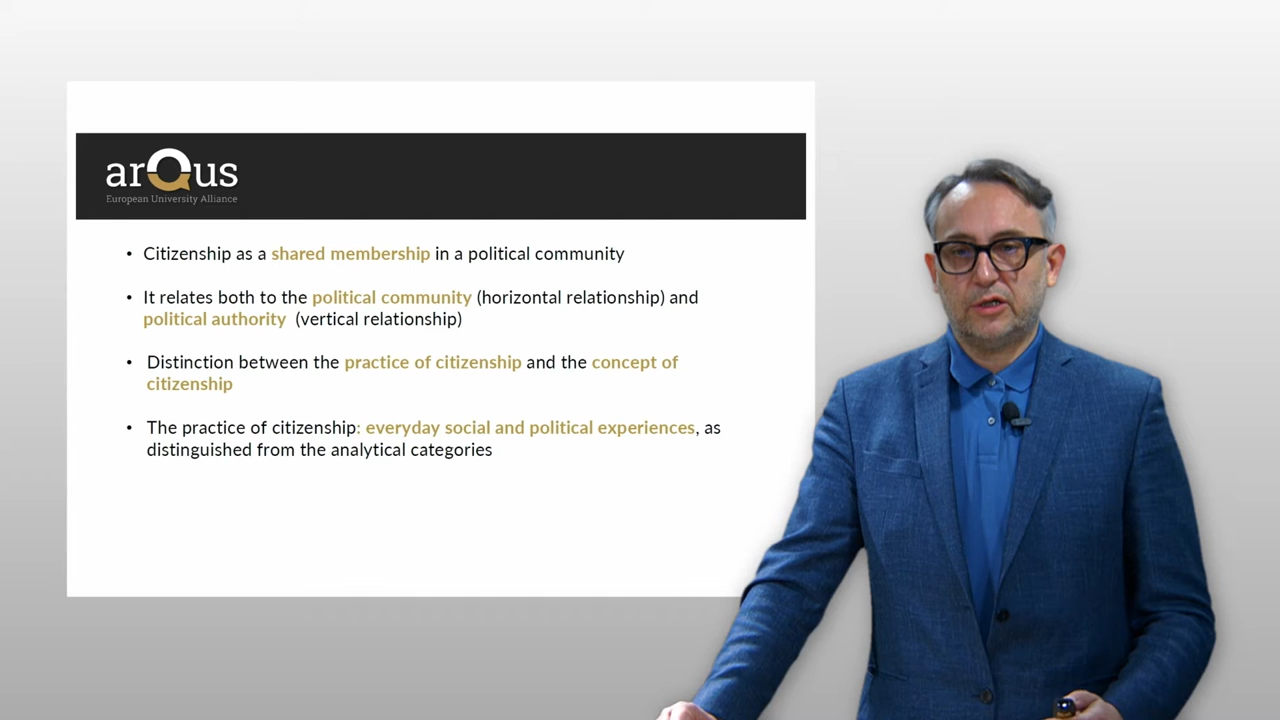 arQus
European University Alliance
• Citizenship as a shared membership in a political community
• It relates both to the political community (horizontal relationship) and
political authority (vertical relationship)
• Distinction between the practice of citizenship and the concept of
citizenship
• The practice of citizenship: everyday social and political experiences, as
distinguished from the analytical categories